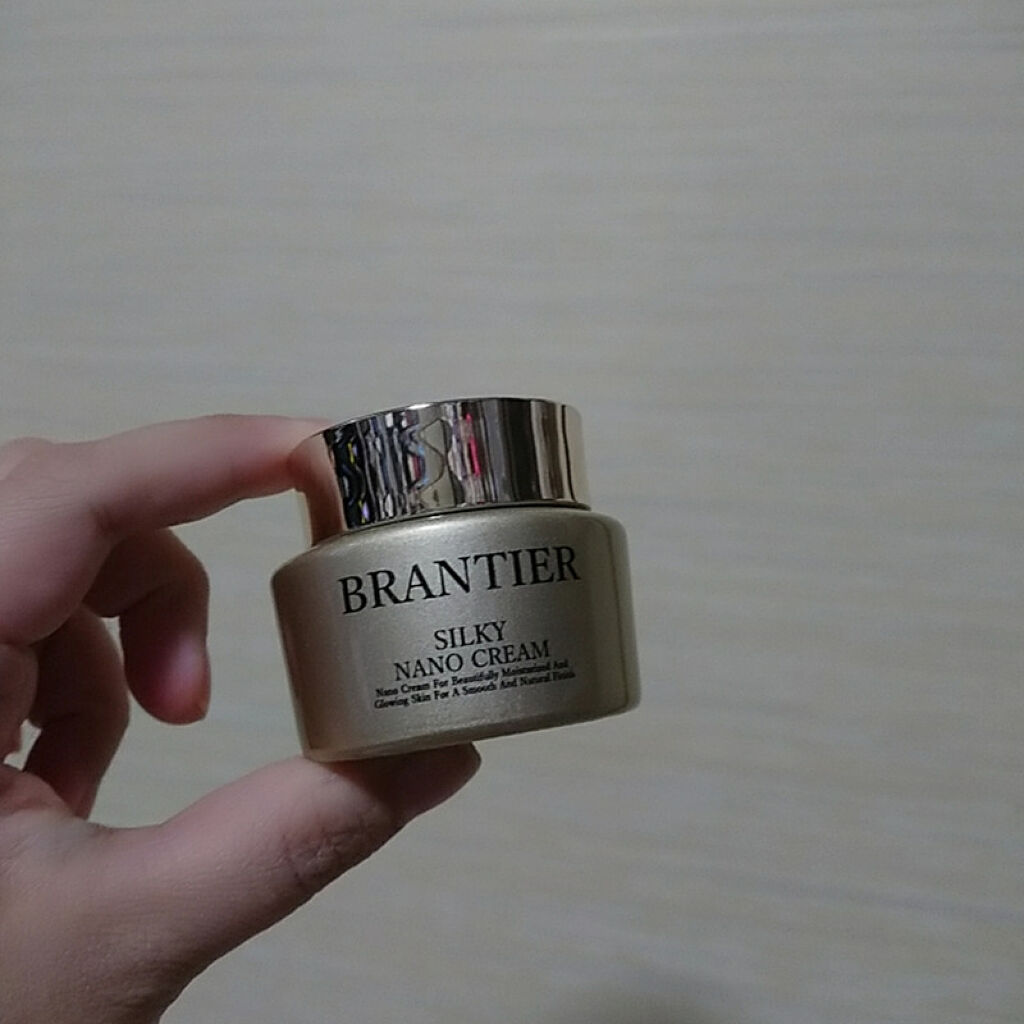 BRANTIER
SILKY
NANO CREAM
Nano Cream For Beautifully Moisturized And
Glowing Skin For A Smooth And Natural Finish